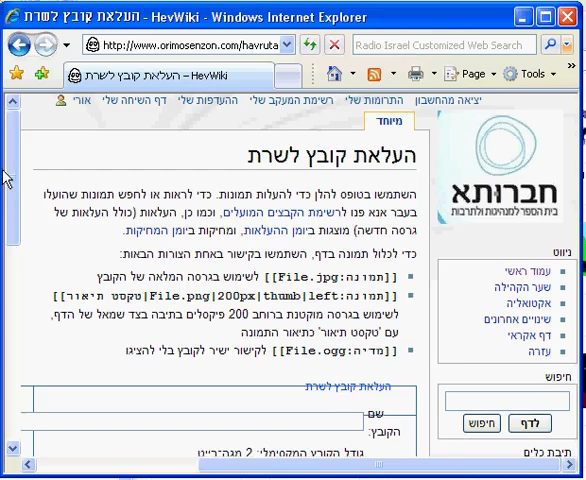 העלאת קובץ לשרת - HevWiki - Windows Internet Explorer
http://www.orimosenzon.com/havruta
Radio Israel Customized Web Search
העלאת קובץ לשרת – HevWiki
Page
Tools
אורי דף השיחה שלי ההעדפות שלי רשימת המעקב שלי התרומות שלי יציאה מהחשבון
מיוחד
העלאת קובץ לשרת
השתמשו בטופס להלן כדי להעלות תמונות. כדי לראות או לחפש תמונות שהועלו
בעבר אנא פנו לרשימת הקבצים המועלים, וכמו כן, העלאות (כולל העלאות של
גרסה חדשה) מוצגות ביומן ההעלאות, ומחיקות ביומן המחיקות.
כדי לכלול תמונה בדף, השתמשו בקישור באחת הצורות הבאות:
[[תמונה:File.jpg]] לשימוש בגרסה המלאה של הקובץ
[[תמונה:File.png|200px|thumb|left|טקסט תיאור]]
לשימוש בגרסה מוקטנת ברוחב 200 פיקסלים בתיבה בצד שמאל של הדף,
עם 'טקסט תיאור' כתיאור התמונה
[[מדיה:File.ogg]] לקישור ישיר לקובץ בלי להציגו
העלאת קובץ לשרת
שם
הקובץ:
גודל הקובץ המקסימלי: 2 מגה־בייט
חברותא
בית הספר למנהיגות ולתרבות
ניווט
עמוד ראשי
שער הקהילה
אקטואליה
שינויים אחרונים
דף אקראי
עזרה
חיפוש
לדף
חיפוש
תיבת כלים